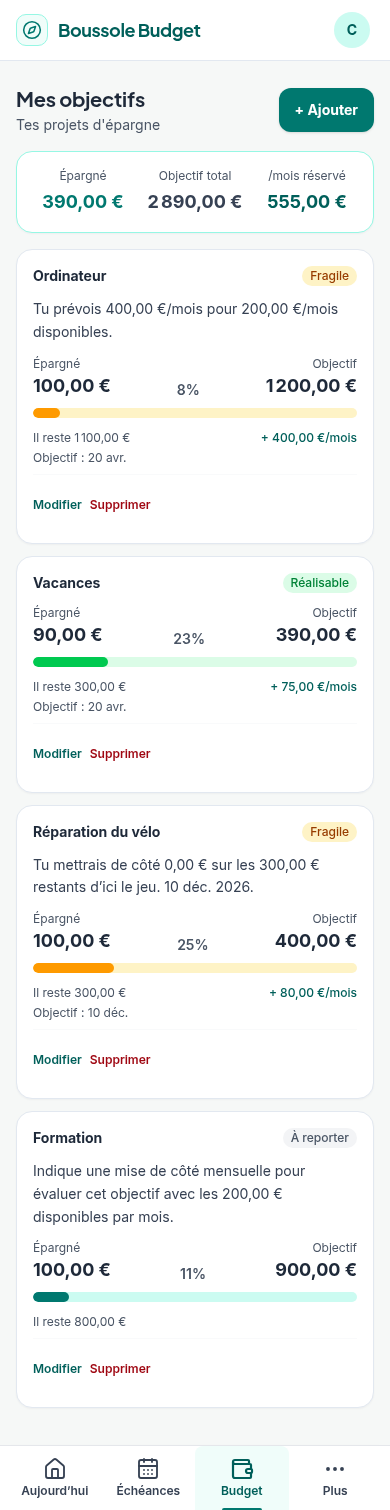 Boussole Budget
C
Mes objectifs
Tes projets d'épargne
+ Ajouter
Épargné
Objectif total
/mois réservé
390,00 €
2 890,00 €
555,00 €
Ordinateur
Fragile
Tu prévois 400,00 €/mois pour 200,00 €/mois
disponibles.
Épargné
Objectif
100,00 €
8%
1 200,00 €
Il reste 1 100,00 €
+ 400,00 €/mois
Objectif : 20 avr.
Modifier Supprimer
Vacances
Réalisable
Épargné
Objectif
90,00 €
23%
390,00 €
Il reste 300,00 €
+ 75,00 €/mois
Objectif : 20 avr.
Modifier Supprimer
Réparation du vélo
Fragile
Tu mettrais de côté 0,00 € sur les 300,00 €
restants d’ici le jeu. 10 déc. 2026.
Épargné
Objectif
100,00 €
25%
400,00 €
Il reste 300,00 €
+ 80,00 €/mois
Objectif : 10 déc.
Modifier Supprimer
Formation
À reporter
Indique une mise de côté mensuelle pour
évaluer cet objectif avec les 200,00 €
disponibles par mois.
Épargné
Objectif
100,00 €
11%
900,00 €
Il reste 800,00 €
Modifier Supprimer
Aujourd’hui
Échéances
Budget
Plus